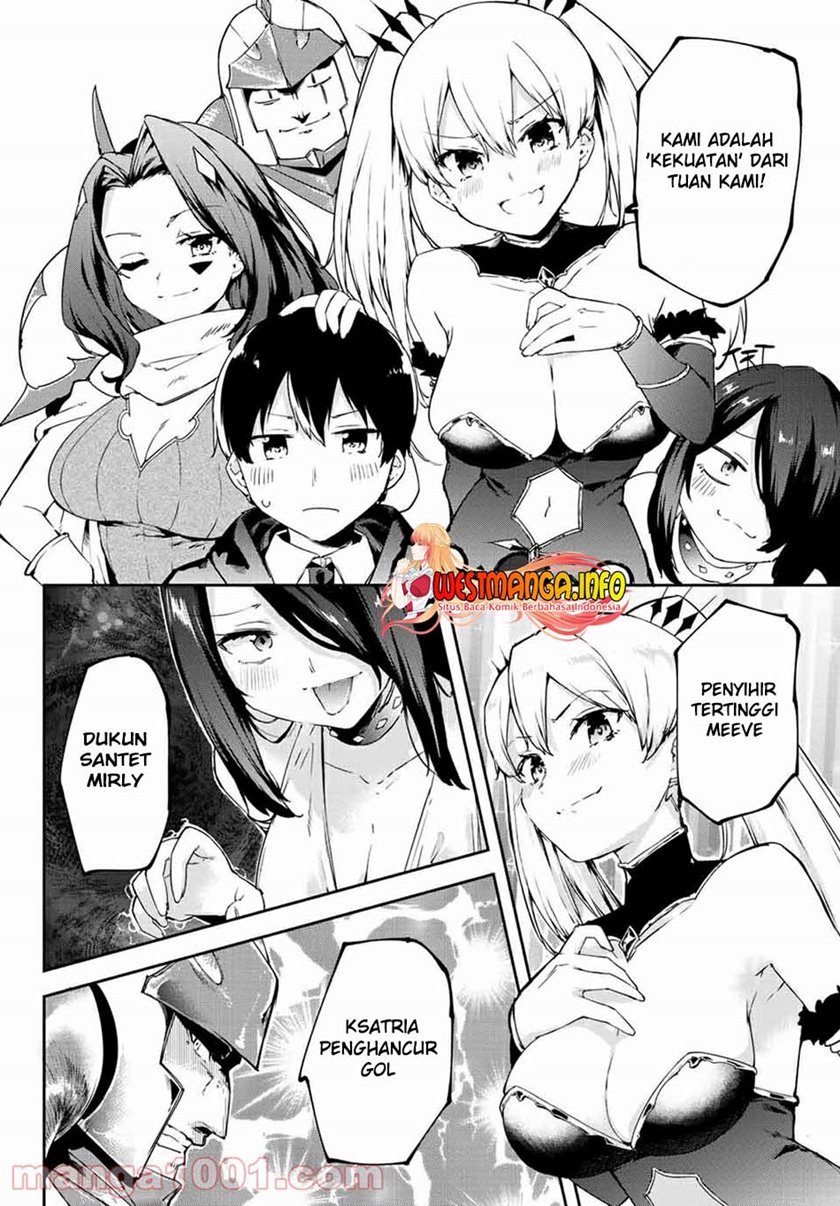 KAMI ADALAH
'KEKUATAN' DARI
TUAN KAMI!
WESTMANGA.INFO
Situs Baca Komik Berbahasa Indonesia
PENYIHIR
TERTINGGI
MEEVE
DUKUN
SANTET
MIRLY
KSATRIA
PENGHANCUR
GOL
manga1001.com